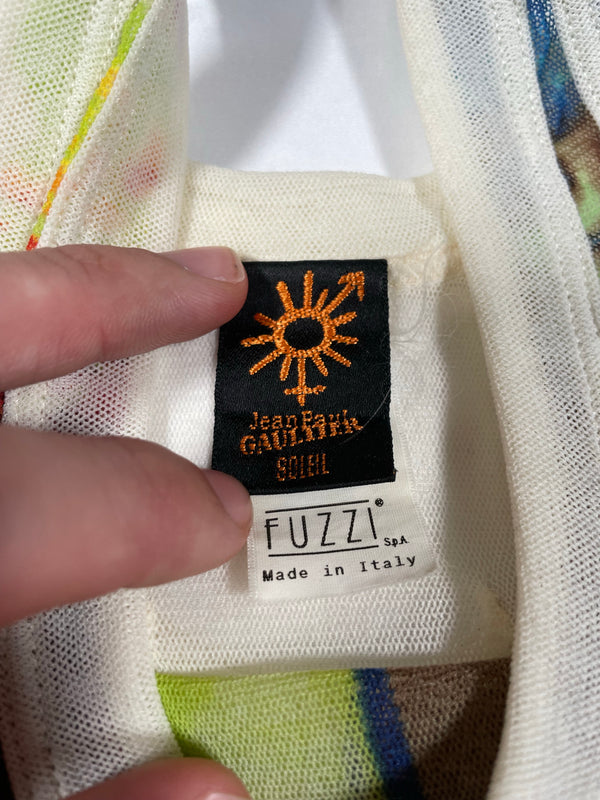 Jean Paul
GAULTIER
SOLEIL
FUZZI®
S.p.A
Made in Italy